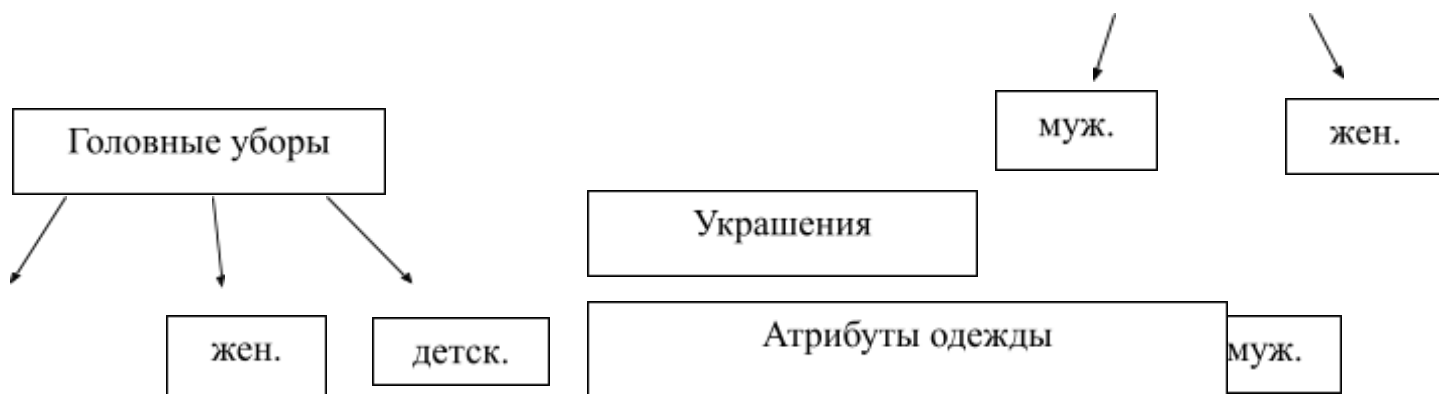 муж.
жен.
Головные уборы
Украшения
жен.
детск.
Атрибуты одежды
муж.